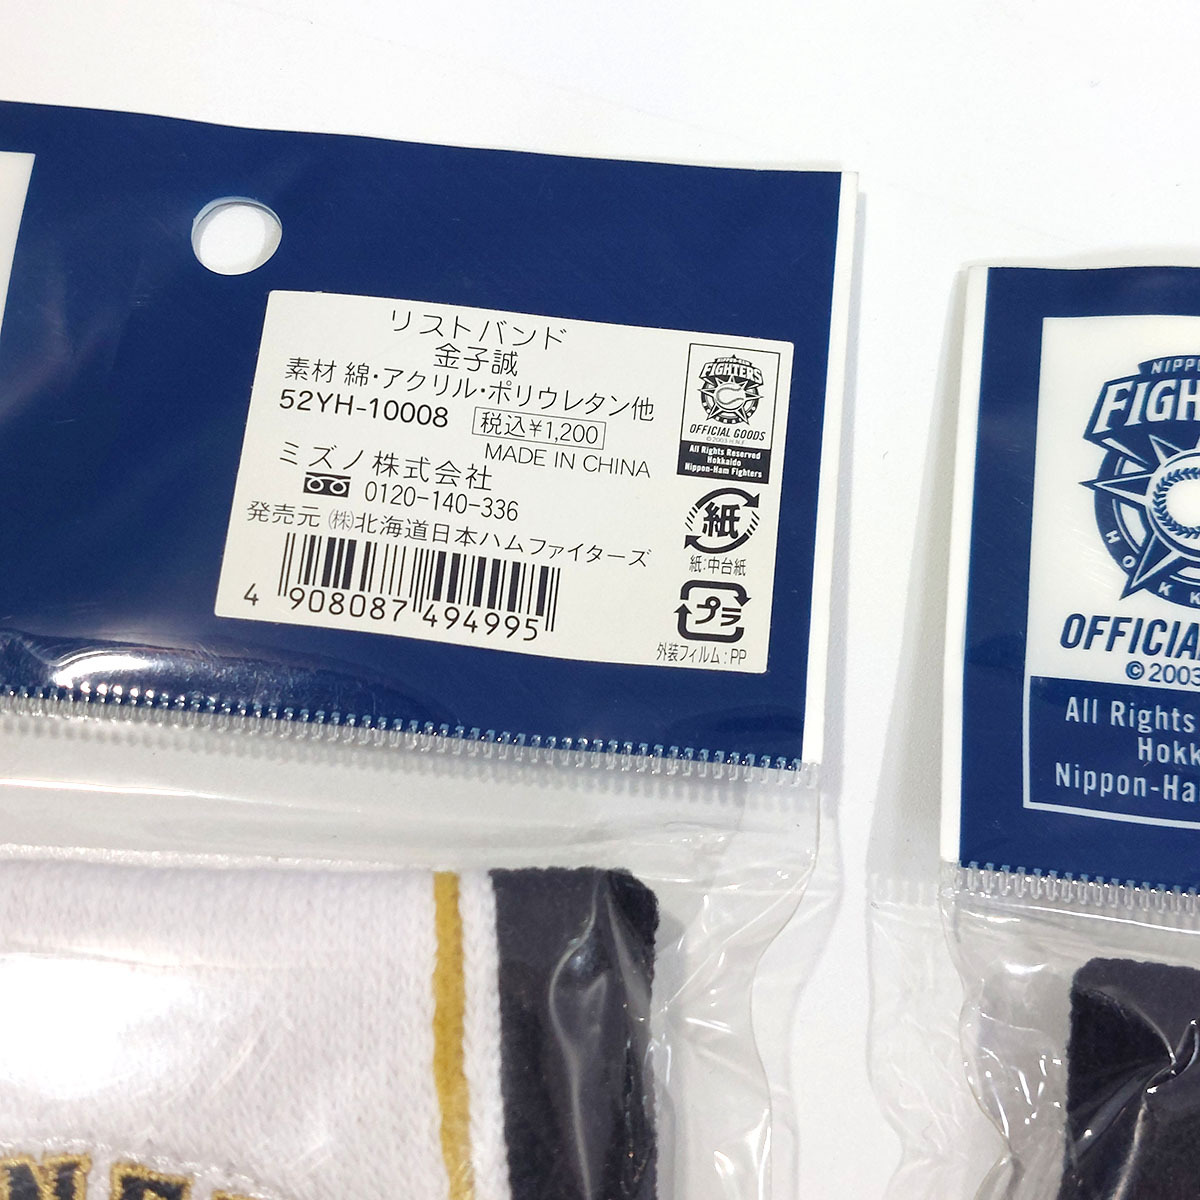 リストバンド
金子誠
素材 綿・アクリル・ポリウレタン他
52YH-10008 税込¥1,200
MADE IN CHINA
ミズノ株式会社
0120-140-336
発売元 ㈱北海道日本ハムファイターズ
4 908087 494995
FIGHTERS
OFFICIAL GOODS
©2003 H.N.F
All Rights Reserved
Hokkaido
Nippon-Ham Fighters
紙
紙:中台紙
プラ
外装フィルム:PP
NIPP
FIGH
HOKK
OFFICIA
©2003
All Rights
Hokk
Nippon-Ha